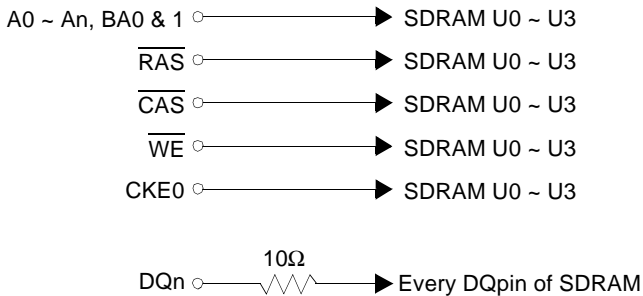 A0 ~ An, BA0 & 1 SDRAM U0 ~ U3
RAS SDRAM U0 ~ U3
CAS SDRAM U0 ~ U3
WE SDRAM U0 ~ U3
CKE0 SDRAM U0 ~ U3
10Ω
DQn Every DQpin of SDRAM